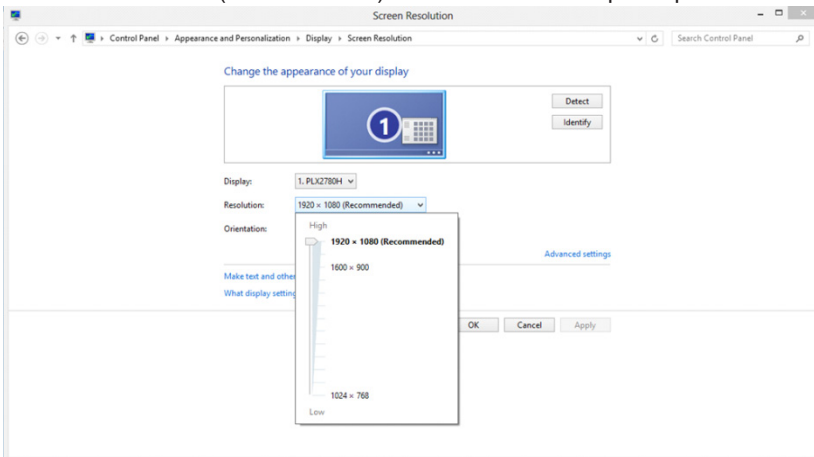 Screen Resolution
Control Panel ▸ Appearance and Personalization ▸ Display ▸ Screen Resolution
Search Control Panel
Change the appearance of your display
1
Detect
Identify
Display: 1. PLX2780H
Resolution: 1920 × 1080 (Recommended)
Orientation:
High
1920 × 1080 (Recommended)
1600 × 900
1024 × 768
Low
Advanced settings
Make text and other
What display setting
OK Cancel Apply